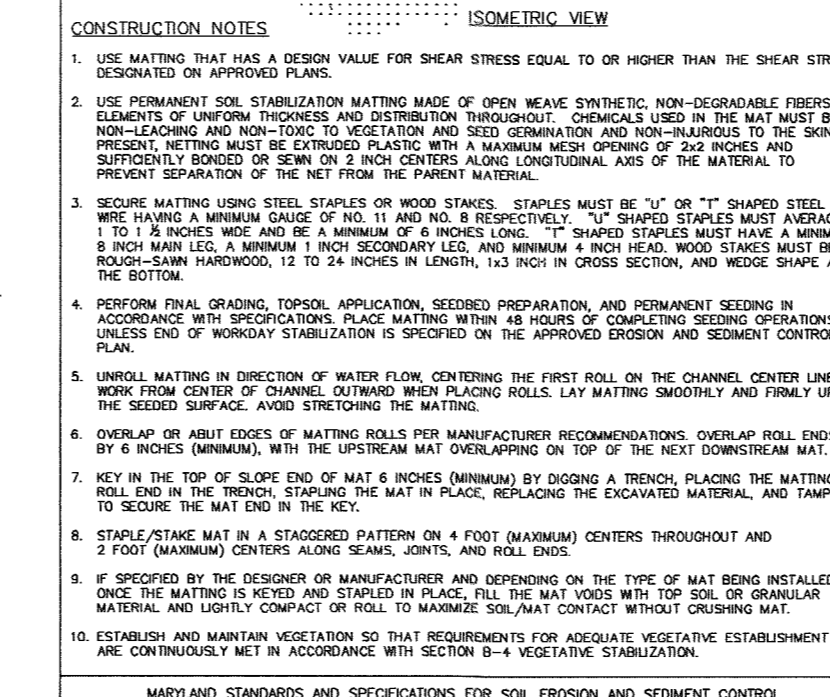 ISOMETRIC VIEW
CONSTRUCTION NOTES
1. USE MATTING THAT HAS A DESIGN VALUE FOR SHEAR STRESS EQUAL TO OR HIGHER THAN THE SHEAR STR
DESIGNATED ON APPROVED PLANS.
2. USE PERMANENT SOIL STABILIZATION MATTING MADE OF OPEN WEAVE SYNTHETIC, NON-DEGRADABLE FIBERS
ELEMENTS OF UNIFORM THICKNESS AND DISTRIBUTION THROUGHOUT. CHEMICALS USED IN THE MAT MUST B
NON-LEACHING AND NON-TOXIC TO VEGETATION AND SEED GERMINATION AND NON-INJURIOUS TO THE SKIN
PRESENT, NETTING MUST BE EXTRUDED PLASTIC WITH A MAXIMUM MESH OPENING OF 2x2 INCHES AND
SUFFICIENTLY BONDED OR SEWN ON 2 INCH CENTERS ALONG LONGITUDINAL AXIS OF THE MATERIAL TO
PREVENT SEPARATION OF THE NET FROM THE PARENT MATERIAL.
3. SECURE MATTING USING STEEL STAPLES OR WOOD STAKES. STAPLES MUST BE "U" OR "T" SHAPED STEEL
WIRE HAVING A MINIMUM GAUGE OF NO. 11 AND NO. 8 RESPECTIVELY. "U" SHAPED STAPLES MUST AVERAG
1 TO 1 ½ INCHES WIDE AND BE A MINIMUM OF 6 INCHES LONG. "T" SHAPED STAPLES MUST HAVE A MINIM
8 INCH MAIN LEG, A MINIMUM 1 INCH SECONDARY LEG, AND MINIMUM 4 INCH HEAD. WOOD STAKES MUST BE
ROUGH-SAWN HARDWOOD, 12 TO 24 INCHES IN LENGTH, 1x3 INCH IN CROSS SECTION, AND WEDGE SHAPE A
THE BOTTOM.
4. PERFORM FINAL GRADING, TOPSOIL APPLICATION, SEEDBED PREPARATION, AND PERMANENT SEEDING IN
ACCORDANCE WITH SPECIFICATIONS. PLACE MATTING WITHIN 48 HOURS OF COMPLETING SEEDING OPERATIONS
UNLESS END OF WORKDAY STABILIZATION IS SPECIFIED ON THE APPROVED EROSION AND SEDIMENT CONTROL
PLAN.
5. UNROLL MATTING IN DIRECTION OF WATER FLOW, CENTERING THE FIRST ROLL ON THE CHANNEL CENTER LINE
WORK FROM CENTER OF CHANNEL OUTWARD WHEN PLACING ROLLS. LAY MATTING SMOOTHLY AND FIRMLY UP
THE SEEDED SURFACE. AVOID STRETCHING THE MATTING.
6. OVERLAP OR ABUT EDGES OF MATTING ROLLS PER MANUFACTURER RECOMMENDATIONS. OVERLAP ROLL ENDS
BY 6 INCHES (MINIMUM), WITH THE UPSTREAM MAT OVERLAPPING ON TOP OF THE NEXT DOWNSTREAM MAT.
7. KEY IN THE TOP OF SLOPE END OF MAT 6 INCHES (MINIMUM) BY DIGGING A TRENCH, PLACING THE MATTING
ROLL END IN THE TRENCH, STAPLING THE MAT IN PLACE, REPLACING THE EXCAVATED MATERIAL, AND TAMP
TO SECURE THE MAT END IN THE KEY.
8. STAPLE/STAKE MAT IN A STAGGERED PATTERN ON 4 FOOT (MAXIMUM) CENTERS THROUGHOUT AND
2 FOOT (MAXIMUM) CENTERS ALONG SEAMS, JOINTS, AND ROLL ENDS.
9. IF SPECIFIED BY THE DESIGNER OR MANUFACTURER AND DEPENDING ON THE TYPE OF MAT BEING INSTALLED
ONCE THE MATTING IS KEYED AND STAPLED IN PLACE, FILL THE MAT VOIDS WITH TOP SOIL OR GRANULAR
MATERIAL AND LIGHTLY COMPACT OR ROLL TO MAXIMIZE SOIL/MAT CONTACT WITHOUT CRUSHING MAT.
10. ESTABLISH AND MAINTAIN VEGETATION SO THAT REQUIREMENTS FOR ADEQUATE VEGETATIVE ESTABLISHMENT
ARE CONTINUOUSLY MET IN ACCORDANCE WITH SECTION B-4 VEGETATIVE STABILIZATION.
MARYLAND STANDARDS AND SPECIFICATIONS FOR SOIL EROSION AND SEDIMENT CONTROL